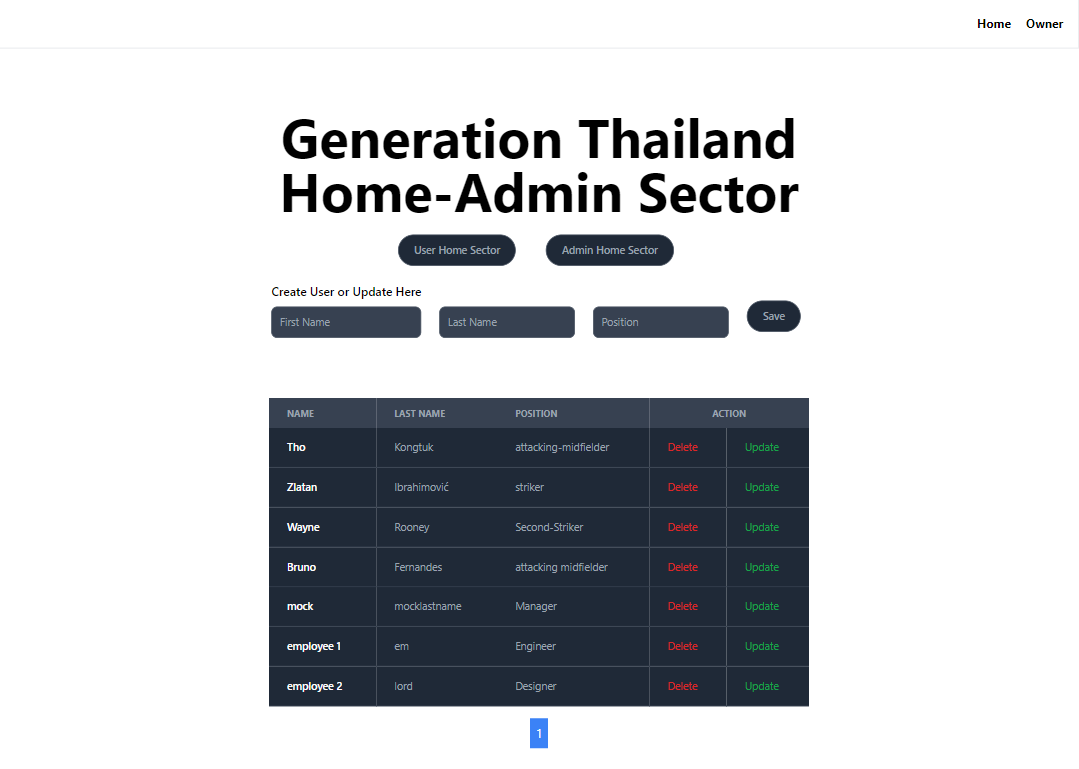 Home Owner
Generation Thailand
Home-Admin Sector
User Home Sector Admin Home Sector
Create User or Update Here
First Name Last Name Position Save
NAME LAST NAME POSITION ACTION
Tho Kongtuk attacking-midfielder Delete Update
Zlatan Ibrahimović striker Delete Update
Wayne Rooney Second-Striker Delete Update
Bruno Fernandes attacking midfielder Delete Update
mock mocklastname Manager Delete Update
employee 1 em Engineer Delete Update
employee 2 lord Designer Delete Update
1